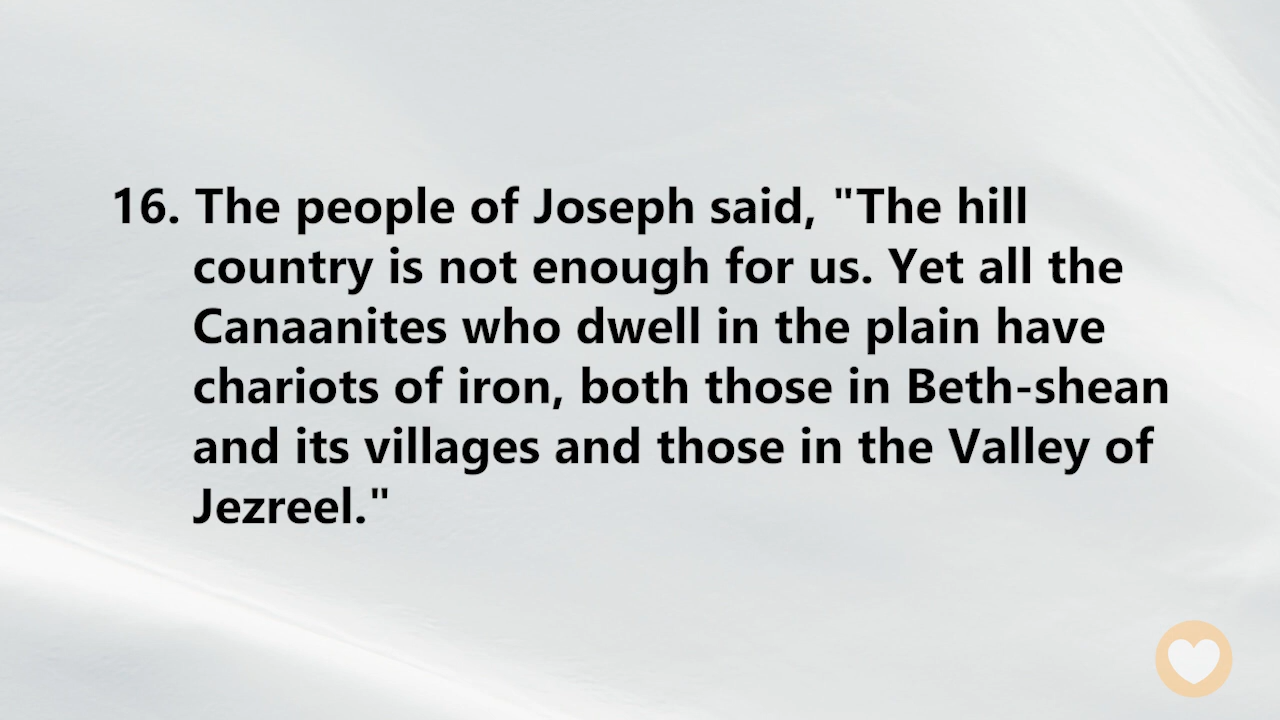 16. The people of Joseph said, "The hill
country is not enough for us. Yet all the
Canaanites who dwell in the plain have
chariots of iron, both those in Beth-shean
and its villages and those in the Valley of
Jezreel."